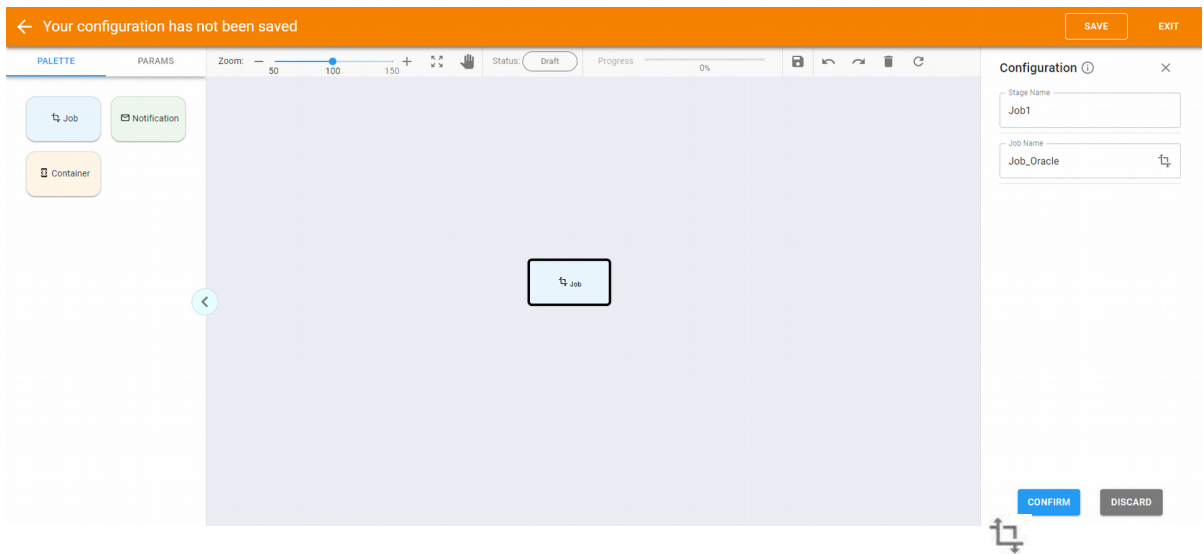 Your configuration has not been saved
SAVE
EXIT
PALETTE
PARAMS
Zoom:
50
100
150
Status:
Draft
Progress
0%
Configuration
Stage Name
Job1
Job Name
Job_Oracle
Job
Notification
Container
Job
CONFIRM
DISCARD